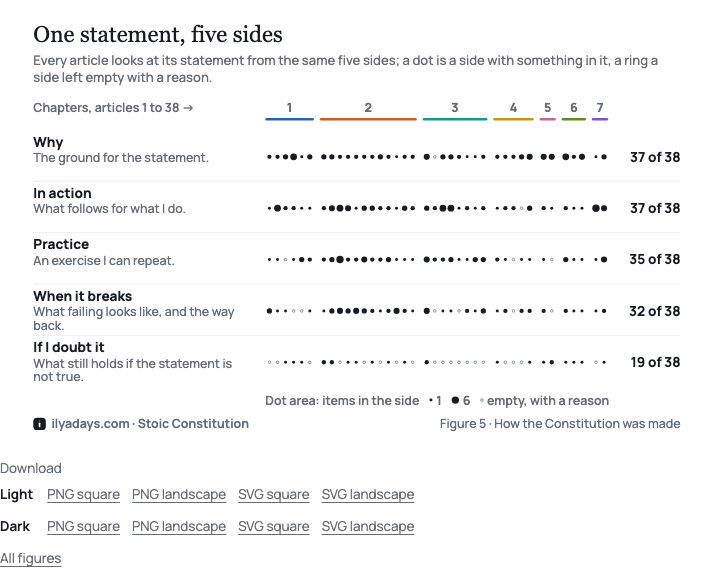 One statement, five sides
Every article looks at its statement from the same five sides; a dot is a side with something in it, a ring a
side left empty with a reason.
Chapters, articles 1 to 38 → 1 2 3 4 5 6 7
Why
The ground for the statement.
37 of 38
In action
What follows for what I do.
37 of 38
Practice
An exercise I can repeat.
35 of 38
When it breaks
What failing looks like, and the way
back.
32 of 38
If I doubt it
What still holds if the statement is
not true.
19 of 38
Dot area: items in the side 1 6 empty, with a reason
ilyadays.com · Stoic Constitution
Figure 5 · How the Constitution was made
Download
Light PNG square PNG landscape SVG square SVG landscape
Dark PNG square PNG landscape SVG square SVG landscape
All figures